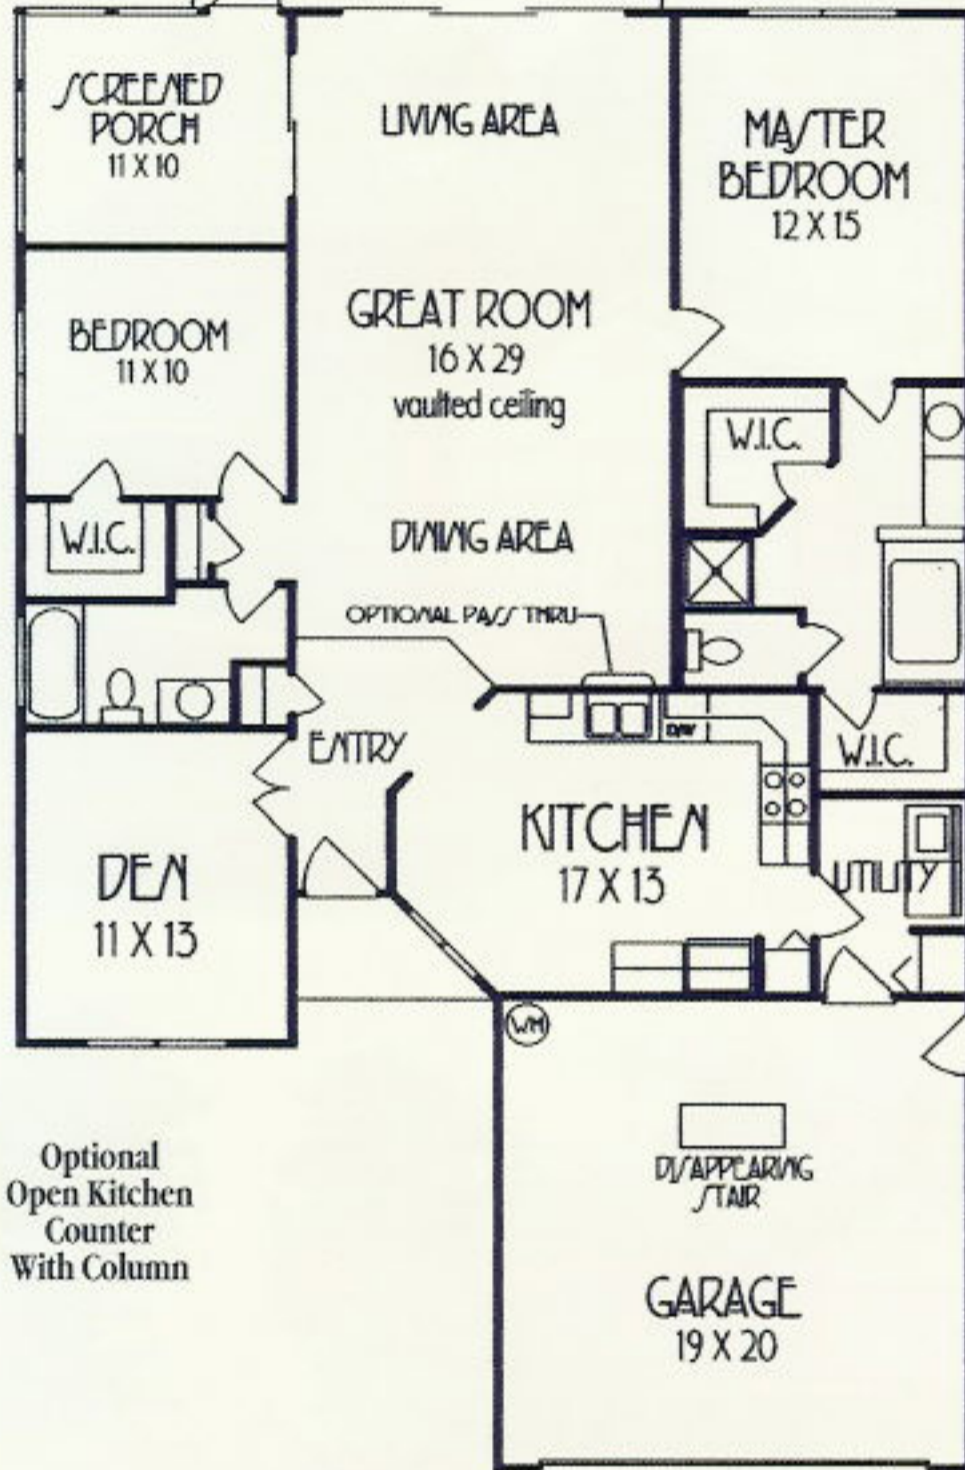 SCREENED
PORCH
11 X 10
LIVING AREA
MASTER
BEDROOM
12 X 15
BEDROOM
11 X 10
GREAT ROOM
16 X 29
vaulted ceiling
W.I.C.
W.I.C.
DINING AREA
OPTIONAL PASS THRU
ENTRY
D/W
W.I.C.
KITCHEN
17 X 13
UTILITY
DEN
11 X 13
WH
DISAPPEARING
STAIR
Optional
Open Kitchen
Counter
With Column
GARAGE
19 X 20